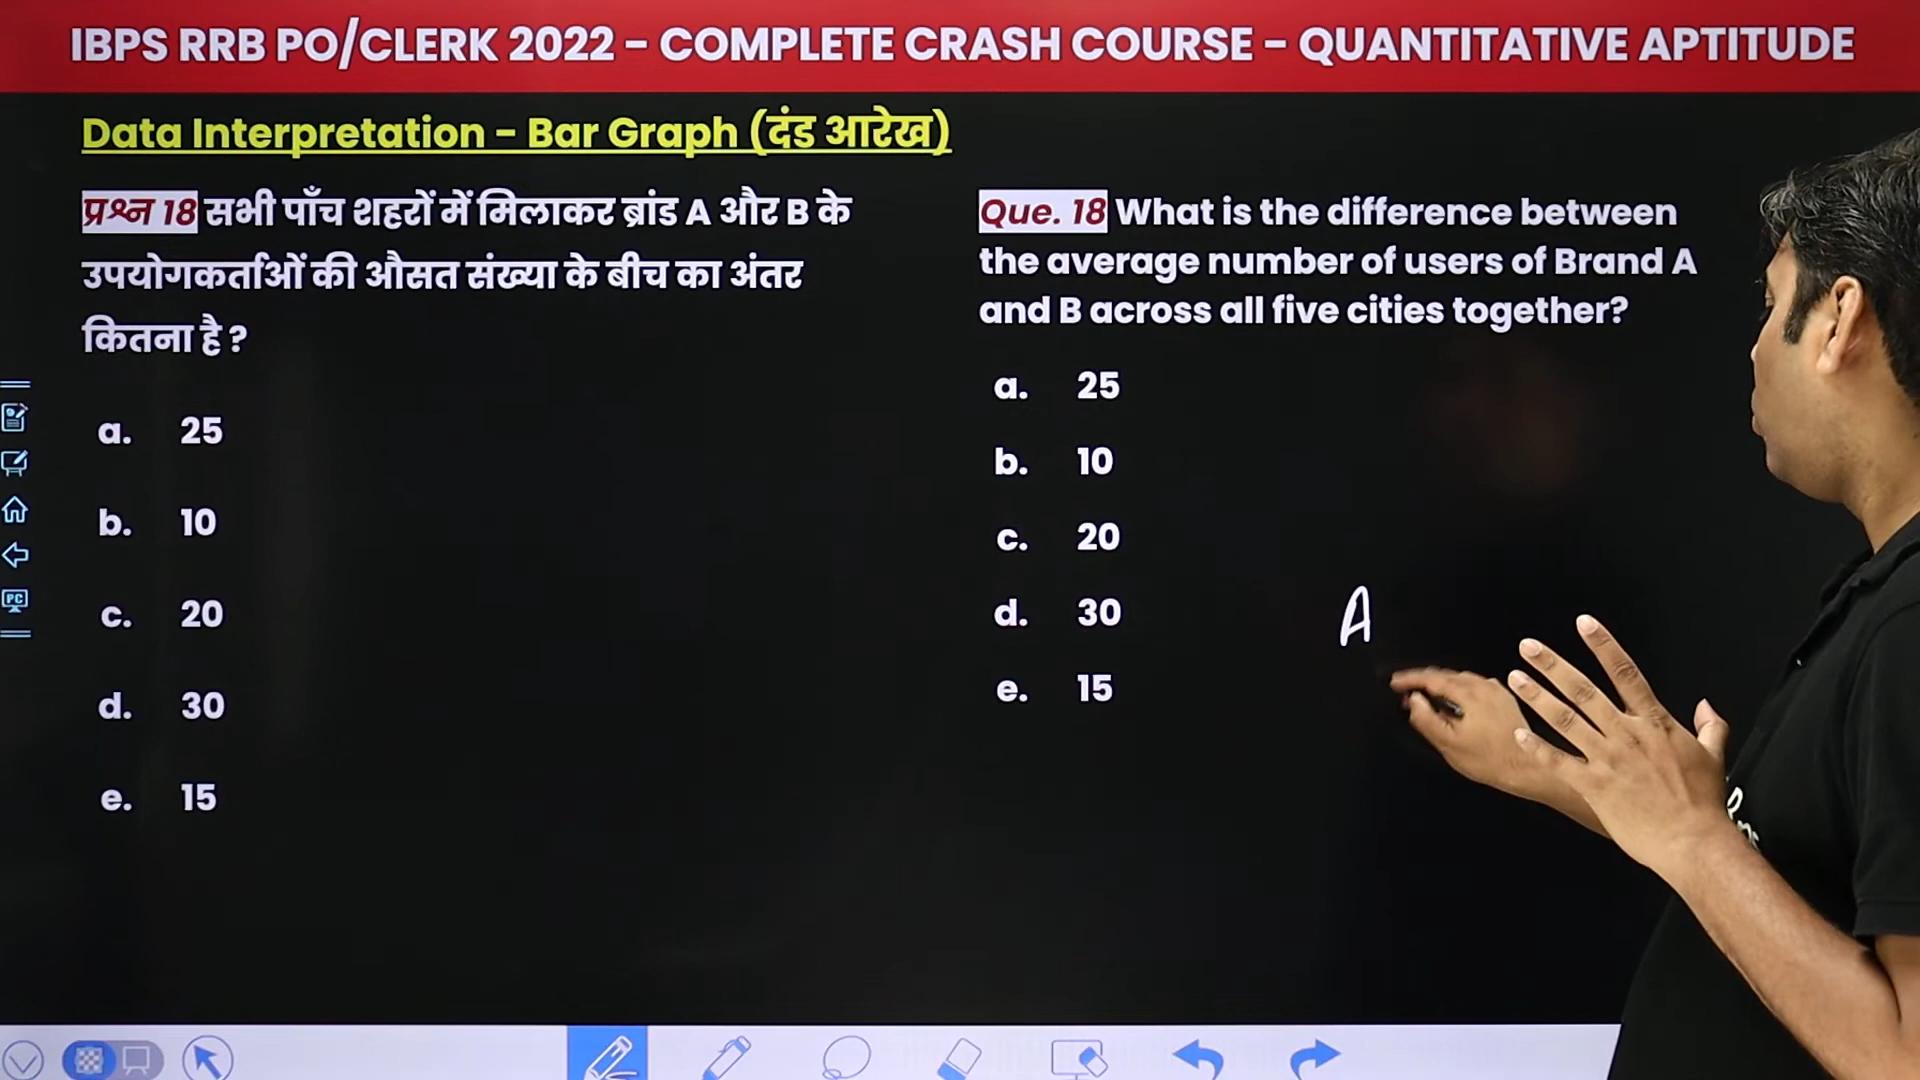 IBPS RRB PO/CLERK 2022 - COMPLETE CRASH COURSE - QUANTITATIVE APTITUDE
Data Interpretation - Bar Graph (दंड आरेख)
प्रश्न 18 सभी पाँच शहरों में मिलाकर ब्रांड A और B के
उपयोगकर्ताओं की औसत संख्या के बीच का अंतर
कितना है ?
a. 25
b. 10
c. 20
d. 30
e. 15
Que. 18 What is the difference between
the average number of users of Brand A
and B across all five cities together?
a. 25
b. 10
c. 20
d. 30
e. 15
A
PC